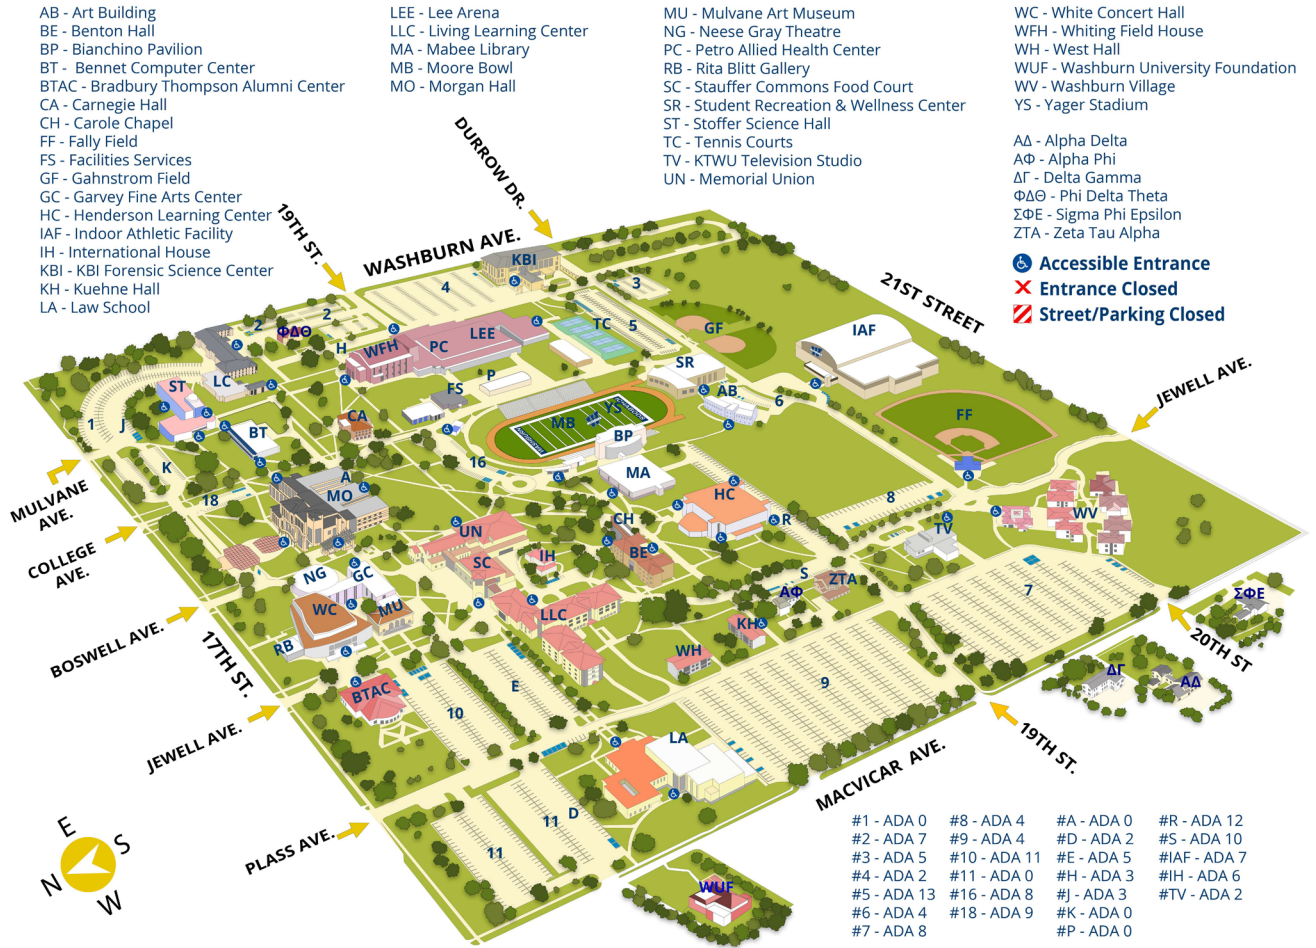 AB - Art Building
BE - Benton Hall
BP - Bianchino Pavilion
BT - Bennet Computer Center
BTAC - Bradbury Thompson Alumni Center
CA - Carnegie Hall
CH - Carole Chapel
FF - Fally Field
FS - Facilities Services
GF - Gahnstrom Field
GC - Garvey Fine Arts Center
HC - Henderson Learning Center
IAF - Indoor Athletic Facility
IH - International House
KBI - KBI Forensic Science Center
KH - Kuehne Hall
LA - Law School
LEE - Lee Arena
LLC - Living Learning Center
MA - Mabee Library
MB - Moore Bowl
MO - Morgan Hall
MU - Mulvane Art Museum
NG - Neese Gray Theatre
PC - Petro Allied Health Center
RB - Rita Blitt Gallery
SC - Stauffer Commons Food Court
SR - Student Recreation & Wellness Center
ST - Stoffer Science Hall
TC - Tennis Courts
TV - KTWU Television Studio
UN - Memorial Union
WC - White Concert Hall
WFH - Whiting Field House
WH - West Hall
WUF - Washburn University Foundation
WV - Washburn Village
YS - Yager Stadium
ΑΔ - Alpha Delta
ΑΦ - Alpha Phi
ΔΓ - Delta Gamma
ΦΔΘ - Phi Delta Theta
ΣΦΕ - Sigma Phi Epsilon
ZTA - Zeta Tau Alpha
Accessible Entrance
Entrance Closed
Street/Parking Closed
DURROW DR.
19TH ST.
WASHBURN AVE.
21ST STREET
JEWELL AVE.
KBI
4
3
2
2
ΦΔΘ
H
WFH
PC
LEE
TC
5
GF
IAF
SR
ST
LC
FS
P
AB
6
1
J
BT
CA
MB
YS
BP
FF
K
16
MA
18
A
MO
HC
R
8
MULVANE
AVE.
COLLEGE
AVE.
UN
CH
BE
TV
WV
SC
IH
NG
GC
S
ZTA
ΑΦ
7
ΣΦΕ
WC
MU
LLC
KH
RB
WH
BOSWELL AVE.
17TH ST.
20TH ST
BTAC
E
10
9
ΔΓ
ΑΔ
JEWELL AVE.
LA
19TH ST.
MACVICAR AVE.
PLASS AVE.
11
D
11
WUF
E
S
N
W
#1 - ADA 0
#2 - ADA 7
#3 - ADA 5
#4 - ADA 2
#5 - ADA 13
#6 - ADA 4
#7 - ADA 8
#8 - ADA 4
#9 - ADA 4
#10 - ADA 11
#11 - ADA 0
#16 - ADA 8
#18 - ADA 9
#A - ADA 0
#D - ADA 2
#E - ADA 5
#H - ADA 3
#J - ADA 3
#K - ADA 0
#P - ADA 0
#R - ADA 12
#S - ADA 10
#IAF - ADA 7
#IH - ADA 6
#TV - ADA 2